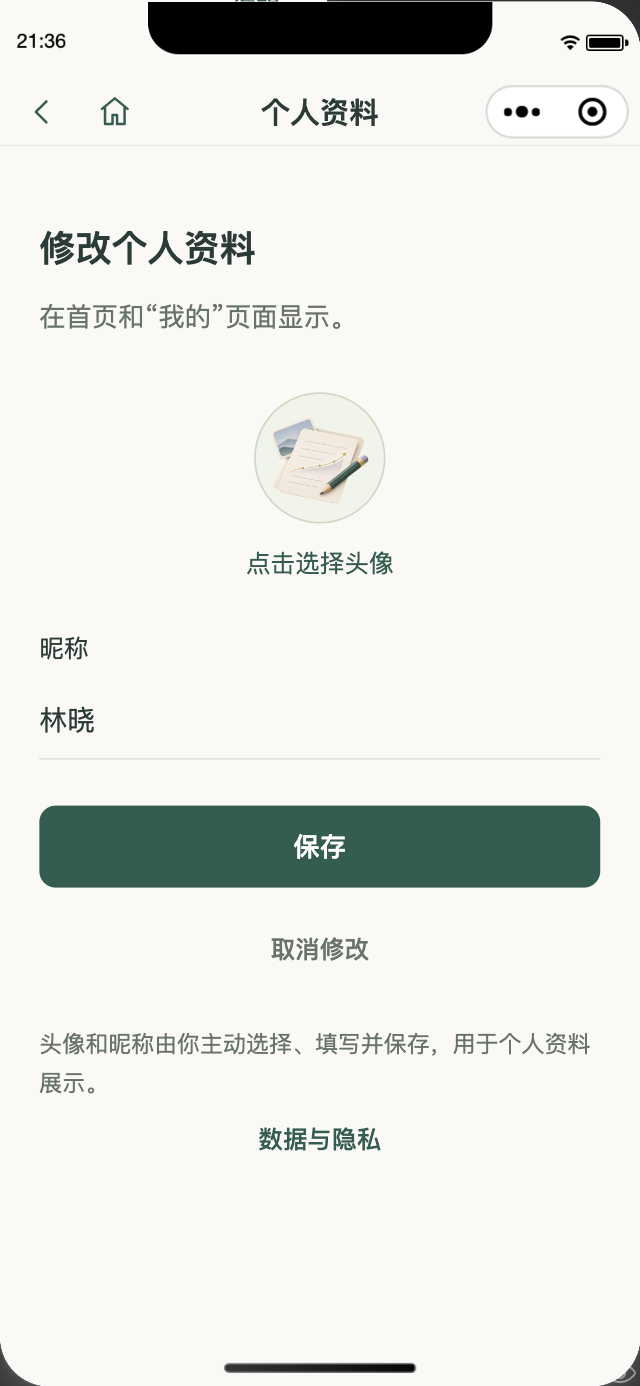 21:36
个人资料
修改个人资料
在首页和“我的”页面显示。
点击选择头像
昵称
林晓
保存
取消修改
头像和昵称由你主动选择、填写并保存，用于个人资料
展示。
数据与隐私